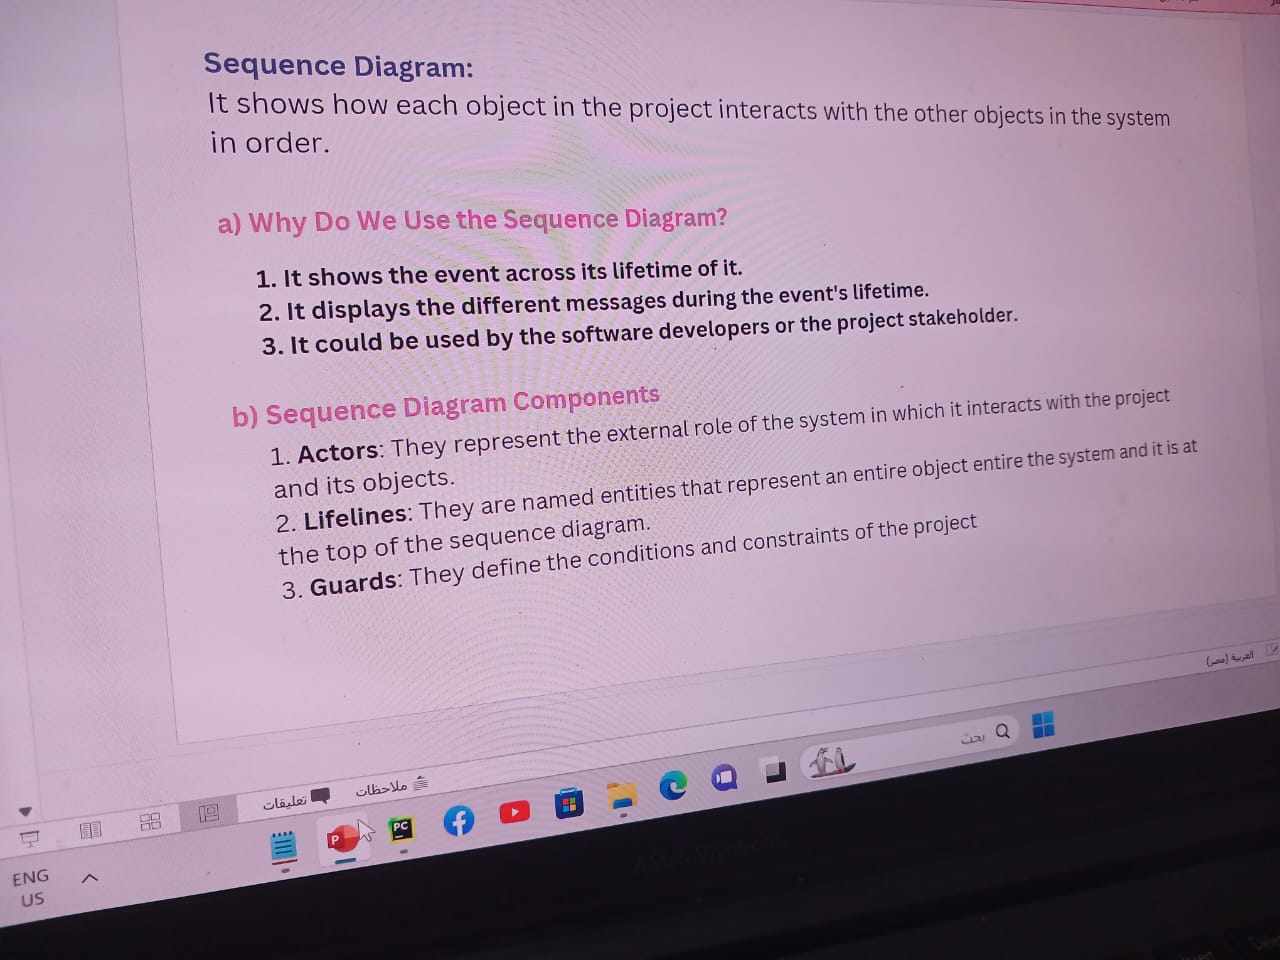 Sequence Diagram:
It shows how each object in the project interacts with the other objects in the system
in order.
a) Why Do We Use the Sequence Diagram?
1. It shows the event across its lifetime of it.
2. It displays the different messages during the event's lifetime.
3. It could be used by the software developers or the project stakeholder.
b) Sequence Diagram Components
1. Actors: They represent the external role of the system in which it interacts with the project
and its objects.
2. Lifelines: They are named entities that represent an entire object entire the system and it is at
the top of the sequence diagram.
3. Guards: They define the conditions and constraints of the project
العربية (مصر)
ملاحظات
تعليقات
بحث
P
PC
ENG
US